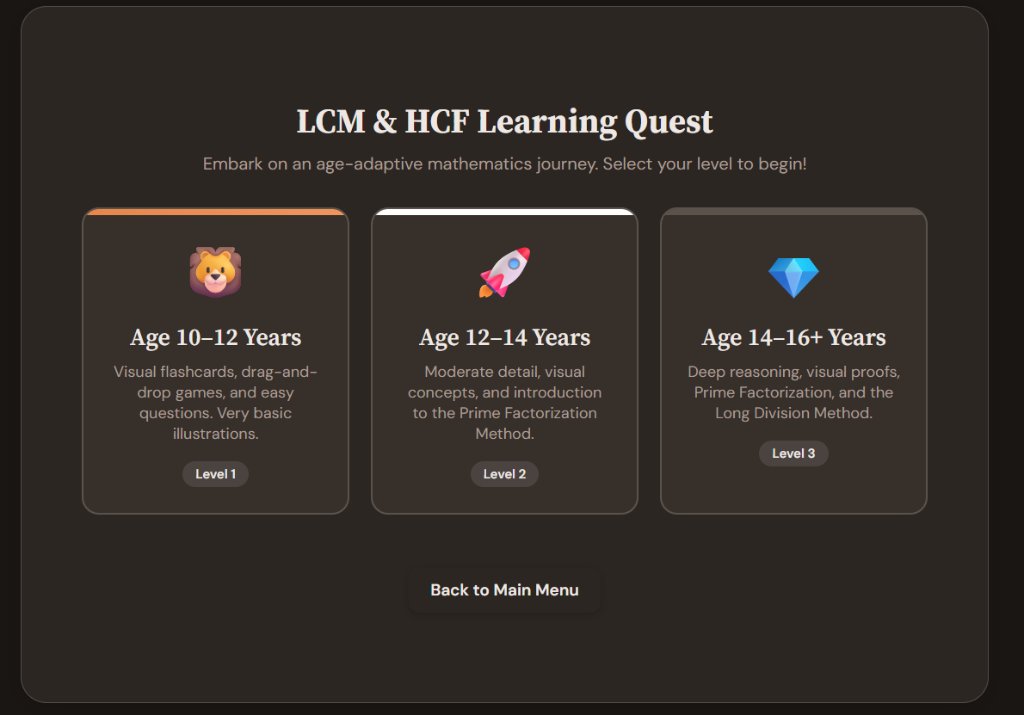 LCM & HCF Learning Quest
Embark on an age-adaptive mathematics journey. Select your level to begin!
Age 10–12 Years
Visual flashcards, drag-and-
drop games, and easy
questions. Very basic
illustrations.
Level 1
Age 12–14 Years
Moderate detail, visual
concepts, and introduction
to the Prime Factorization
Method.
Level 2
Age 14–16+ Years
Deep reasoning, visual proofs,
Prime Factorization, and the
Long Division Method.
Level 3
Back to Main Menu